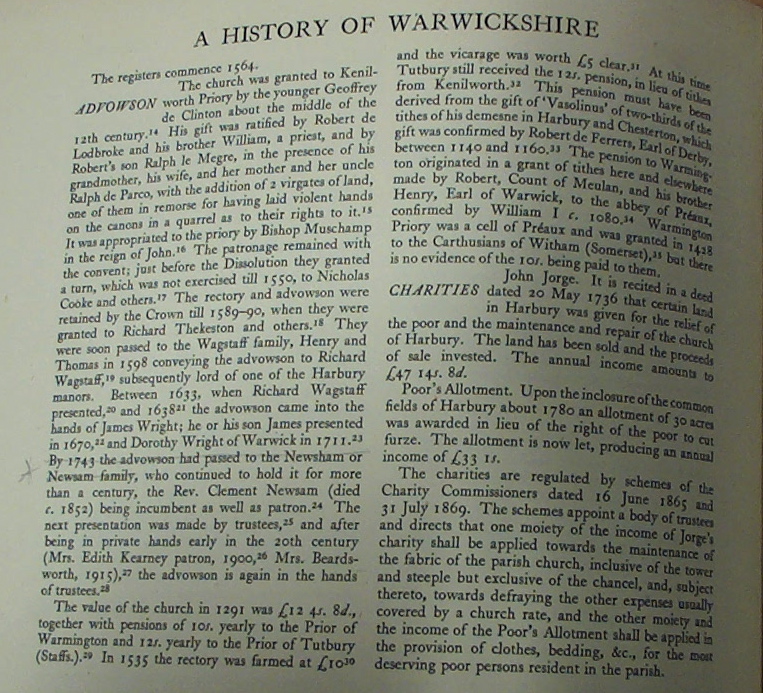 A HISTORY OF WARWICKSHIRE
The registers commence 1564.
The church was granted to Kenil-
ADVOWSON worth Priory by the younger Geoffrey
de Clinton about the middle of the
12th century.¹⁴ His gift was ratified by Robert de
Lodbroke and his brother William, a priest, and by
Robert's son Ralph le Megre, in the presence of his
grandmother, his wife, and her mother and her uncle
Ralph de Parco, with the addition of 2 virgates of land,
one of them in remorse for having laid violent hands
on the canons in a quarrel as to their rights to it.¹⁵
It was appropriated to the priory by Bishop Muschamp
in the reign of John.¹⁶ The patronage remained with
the convent; just before the Dissolution they granted
a turn, which was not exercised till 1550, to Nicholas
Cooke and others.¹⁷ The rectory and advowson were
retained by the Crown till 1589–90, when they were
granted to Richard Thekeston and others.¹⁸ They
were soon passed to the Wagstaff family, Henry and
Thomas in 1598 conveying the advowson to Richard
Wagstaff,¹⁹ subsequently lord of one of the Harbury
manors. Between 1633, when Richard Wagstaff
presented,²⁰ and 1638²¹ the advowson came into the
hands of James Wright; he or his son James presented
in 1670,²² and Dorothy Wright of Warwick in 1711.²³
By 1743 the advowson had passed to the Newsham or
Newsam family, who continued to hold it for more
than a century, the Rev. Clement Newsam (died
c. 1852) being incumbent as well as patron.²⁴ The
next presentation was made by trustees,²⁵ and after
being in private hands early in the 20th century
(Mrs. Edith Kearney patron, 1900,²⁶ Mrs. Beards-
worth, 1915),²⁷ the advowson is again in the hands
of trustees.²⁸
The value of the church in 1291 was £12 4s. 8d.,
together with pensions of 10s. yearly to the Prior of
Warmington and 12s. yearly to the Prior of Tutbury
(Staffs.).²⁹ In 1535 the rectory was farmed at £10³⁰
and the vicarage was worth £5 clear.³¹ At this time
Tutbury still received the 12s. pension, in lieu of tithes
from Kenilworth.³² This pension must have been
derived from the gift of 'Vasolinus' of two-thirds of the
tithes of his demesne in Harbury and Chesterton, which
gift was confirmed by Robert de Ferrers, Earl of Derby,
between 1140 and 1160.³³ The pension to Warming-
ton originated in a grant of tithes here and elsewhere
made by Robert, Count of Meulan, and his brother
Henry, Earl of Warwick, to the abbey of Préaux,
confirmed by William I c. 1080.³⁴ Warmington
Priory was a cell of Préaux and was granted in 1428
to the Carthusians of Witham (Somerset),³⁵ but there
is no evidence of the 10s. being paid to them.
John Jorge. It is recited in a deed
CHARITIES dated 20 May 1736 that certain land
in Harbury was given for the relief of
the poor and the maintenance and repair of the church
of Harbury. The land has been sold and the proceeds
of sale invested. The annual income amounts to
£47 14s. 8d.
Poor's Allotment. Upon the inclosure of the common
fields of Harbury about 1780 an allotment of 30 acres
was awarded in lieu of the right of the poor to cut
furze. The allotment is now let, producing an annual
income of £33 1s.
The charities are regulated by schemes of the
Charity Commissioners dated 16 June 1865 and
31 July 1869. The schemes appoint a body of trustees
and directs that one moiety of the income of Jorge's
charity shall be applied towards the maintenance of
the fabric of the parish church, inclusive of the tower
and steeple but exclusive of the chancel, and, subject
thereto, towards defraying the other expenses usually
covered by a church rate, and the other moiety and
the income of the Poor's Allotment shall be applied in
the provision of clothes, bedding, &c., for the most
deserving poor persons resident in the parish.